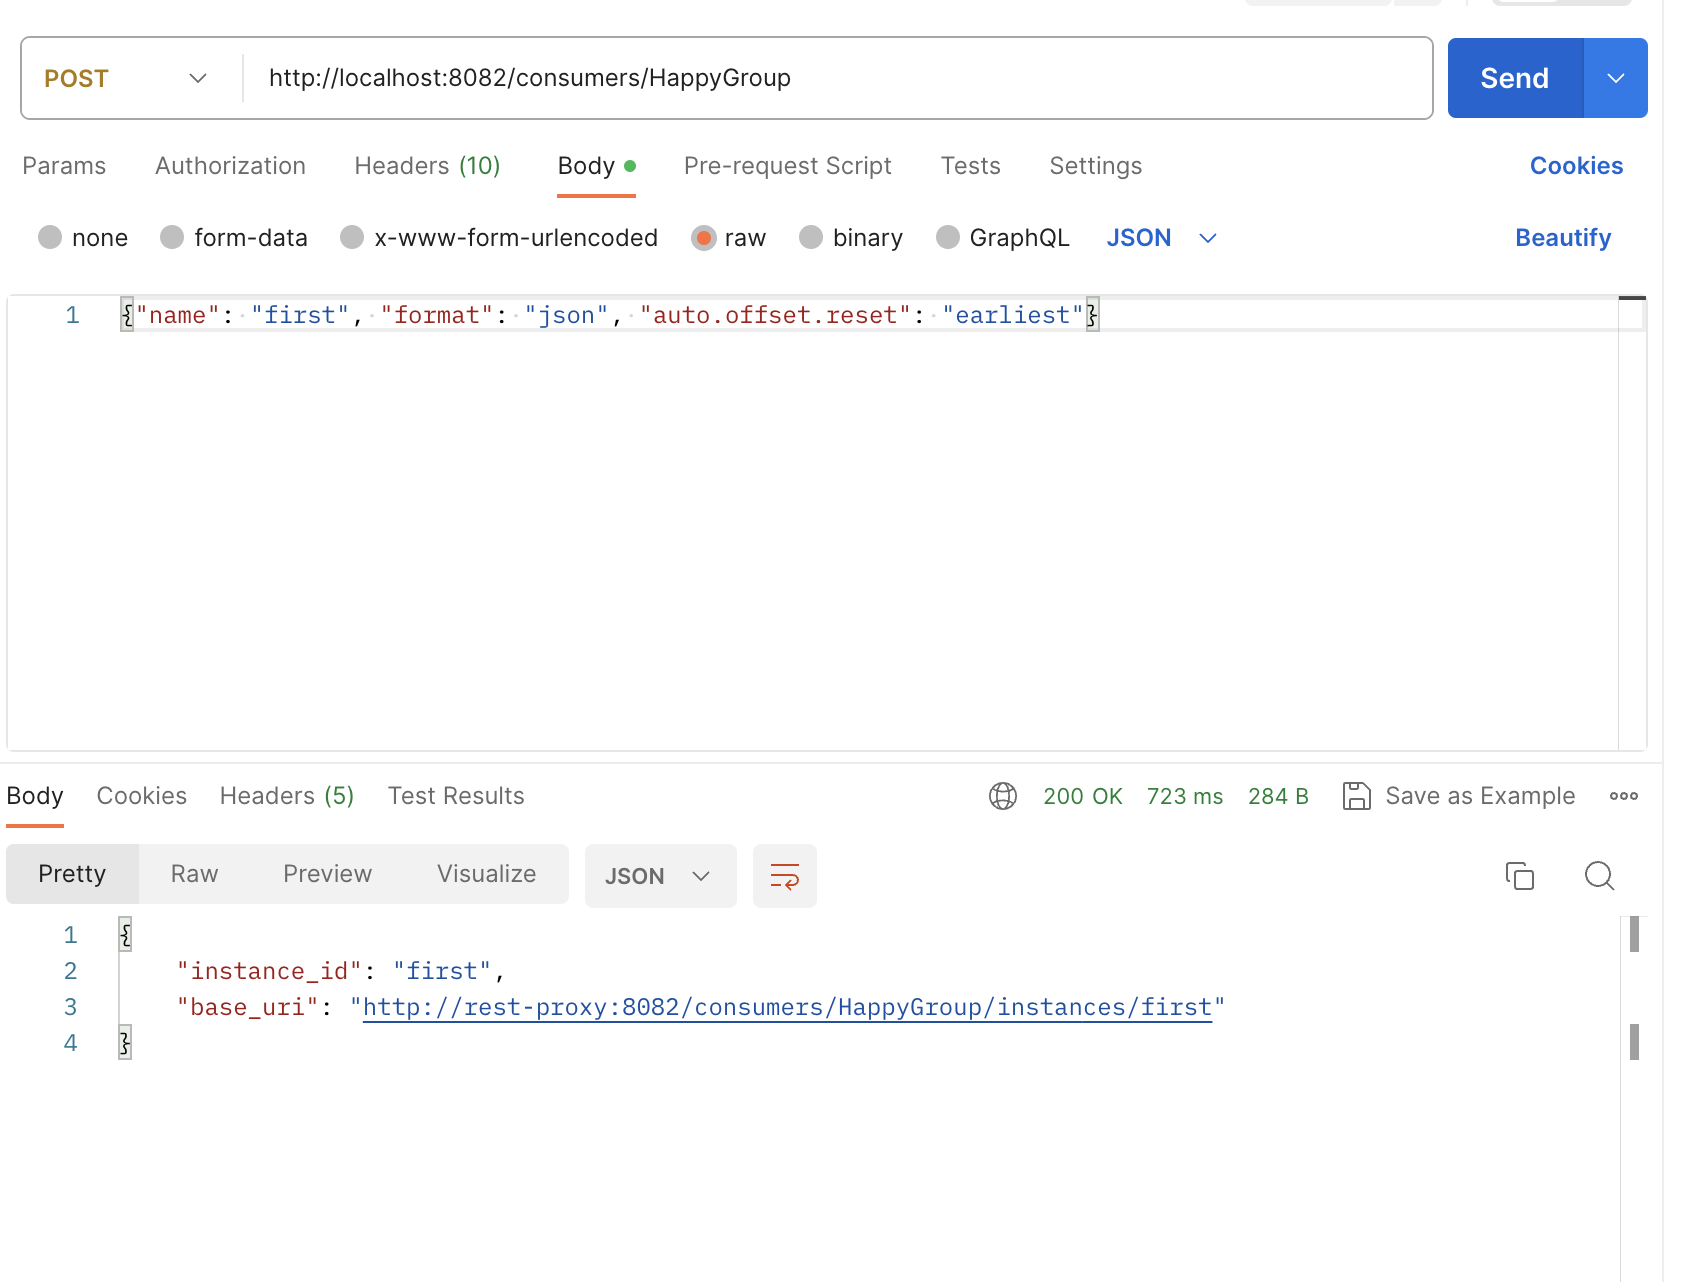 POST http://localhost:8082/consumers/HappyGroup Send
Params Authorization Headers (10) Body Pre-request Script Tests Settings Cookies
none form-data x-www-form-urlencoded raw binary GraphQL JSON Beautify
1 {"name": "first", "format": "json", "auto.offset.reset": "earliest"}
Body Cookies Headers (5) Test Results 200 OK 723 ms 284 B Save as Example
Pretty Raw Preview Visualize JSON
1 {
2 "instance_id": "first",
3 "base_uri": "http://rest-proxy:8082/consumers/HappyGroup/instances/first"
4 }